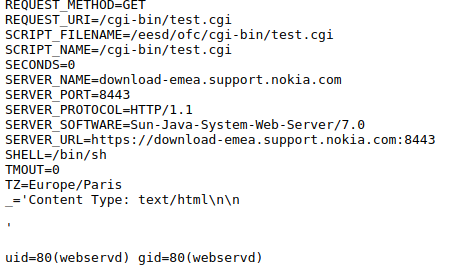 REQUEST_METHOD=GET
REQUEST_URI=/cgi-bin/test.cgi
SCRIPT_FILENAME=/eesd/ofc/cgi-bin/test.cgi
SCRIPT_NAME=/cgi-bin/test.cgi
SECONDS=0
SERVER_NAME=download-emea.support.nokia.com
SERVER_PORT=8443
SERVER_PROTOCOL=HTTP/1.1
SERVER_SOFTWARE=Sun-Java-System-Web-Server/7.0
SERVER_URL=https://download-emea.support.nokia.com:8443
SHELL=/bin/sh
TMOUT=0
TZ=Europe/Paris
_='Content Type: text/html\n\n
'
uid=80(webservd) gid=80(webservd)